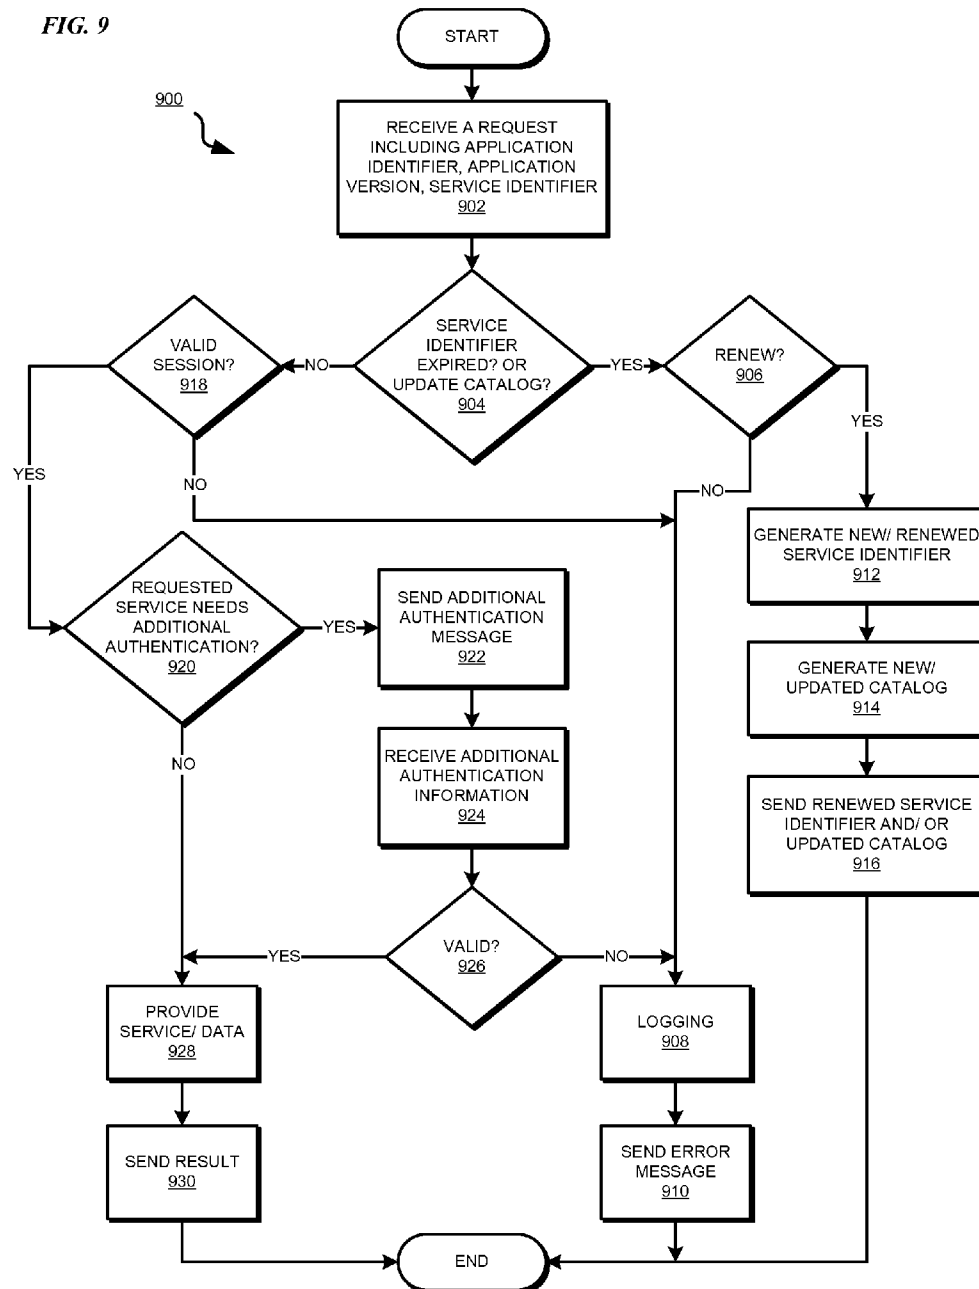 FIG. 9
START
900
RECEIVE A REQUEST
INCLUDING APPLICATION
IDENTIFIER, APPLICATION
VERSION, SERVICE IDENTIFIER
902
SERVICE
IDENTIFIER
EXPIRED? OR
UPDATE CATALOG?
904
NO
YES
VALID
SESSION?
918
RENEW?
906
YES
NO
NO
YES
GENERATE NEW/ RENEWED
SERVICE IDENTIFIER
912
REQUESTED
SERVICE NEEDS
ADDITIONAL
AUTHENTICATION?
920
YES
SEND ADDITIONAL
AUTHENTICATION
MESSAGE
922
GENERATE NEW/
UPDATED CATALOG
914
NO
RECEIVE ADDITIONAL
AUTHENTICATION
INFORMATION
924
SEND RENEWED SERVICE
IDENTIFIER AND/ OR
UPDATED CATALOG
916
YES
VALID?
926
NO
PROVIDE
SERVICE/ DATA
928
LOGGING
908
SEND RESULT
930
SEND ERROR
MESSAGE
910
END